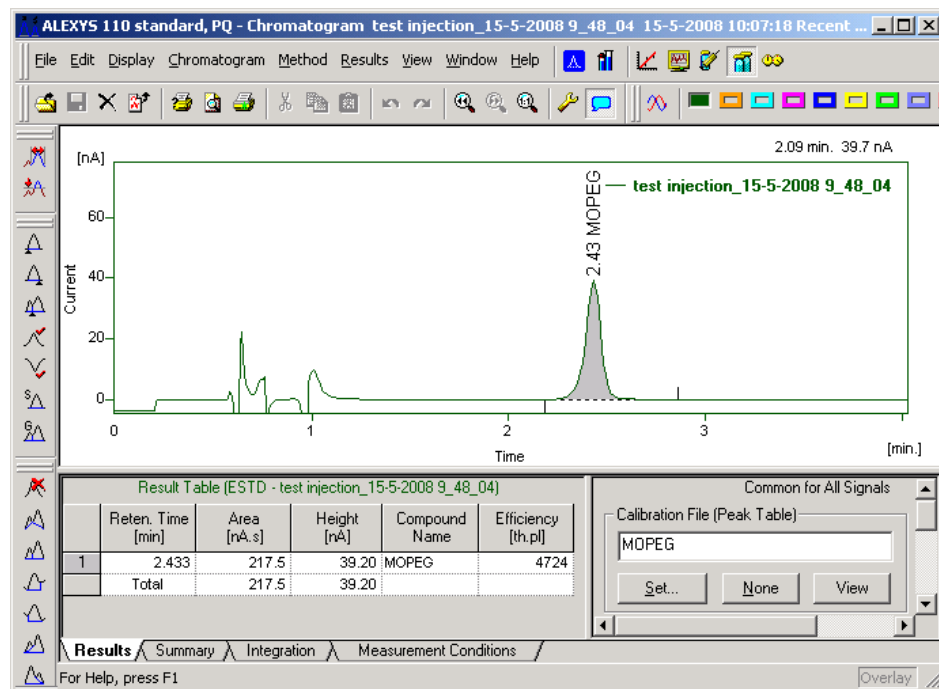 ALEXYS 110 standard, PQ - Chromatogram test injection_15-5-2008 9_48_04 15-5-2008 10:07:18 Recent ...
File Edit Display Chromatogram Method Results View Window Help
2.09 min. 39.7 nA
[nA]
test injection_15-5-2008 9_48_04
2.43 MOPEG
60
40
20
0
Current
0 1 2 3
Time
[min.]
Result Table (ESTD - test injection_15-5-2008 9_48_04)
Reten. Time [min] Area [nA.s] Height [nA] Compound Name Efficiency [th.pl]
1 2.433 217.5 39.20 MOPEG 4724
Total 217.5 39.20
Common for All Signals
Calibration File (Peak Table)
MOPEG
Set... None View
Results Summary Integration Measurement Conditions
For Help, press F1
Overlay